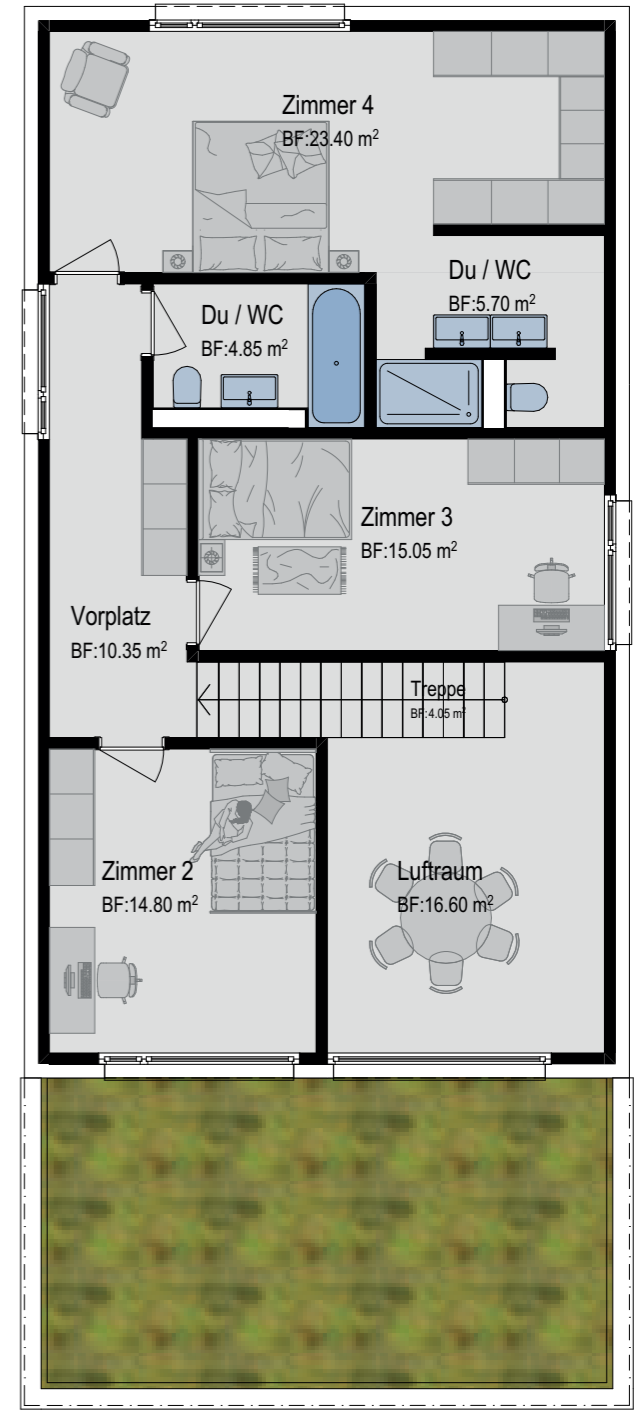 Zimmer 4
BF:23.40 m²
Du / WC
BF:5.70 m²
Du / WC
BF:4.85 m²
Zimmer 3
BF:15.05 m²
Vorplatz
BF:10.35 m²
Treppe
BF:4.05 m²
Zimmer 2
BF:14.80 m²
Luftraum
BF:16.60 m²